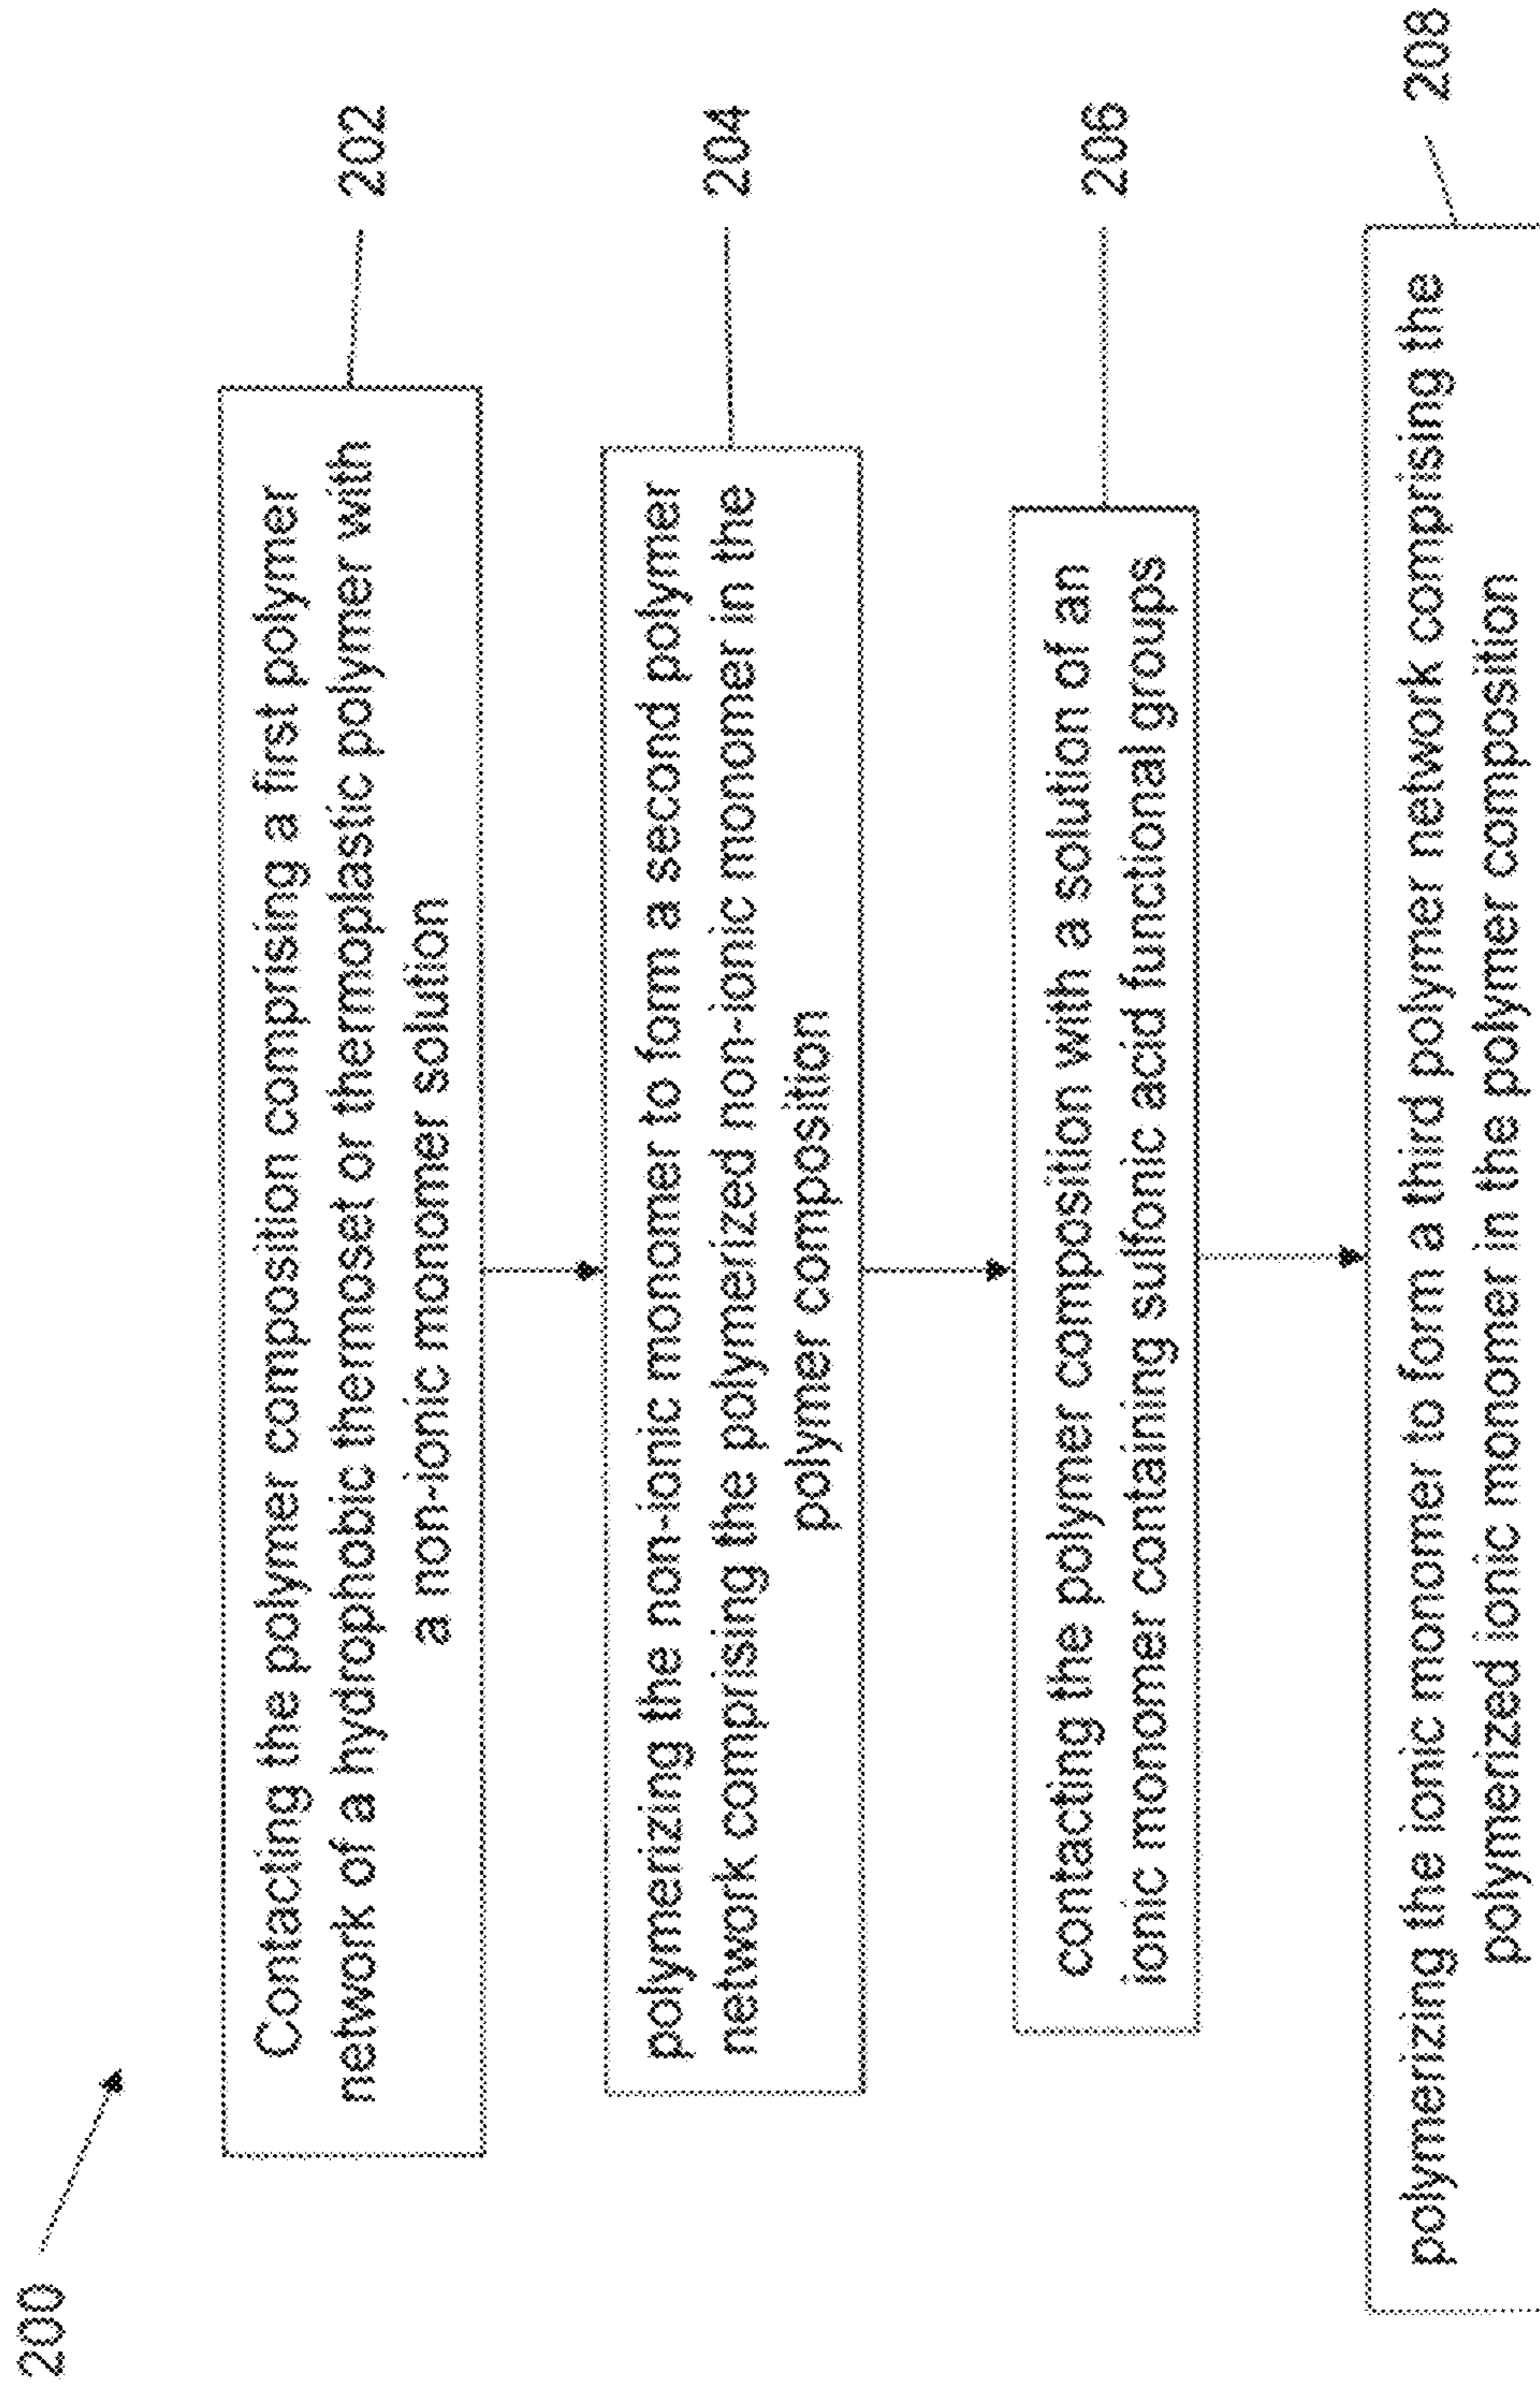 200
Contacting the polymer composition comprising a first polymer
network of a hydrophobic thermoset or thermoplastic polymer with
a non-ionic monomer solution
202
polymerizing the non-ionic monomer to form a second polymer
network comprising the polymerized non-ionic monomer in the
polymer composition
204
contacting the polymer composition with a solution of an
ionic monomer containing sulfonic acid functional groups
206
polymerizing the ionic monomer to form a third polymer network comprising the
polymerized ionic monomer in the polymer composition
208